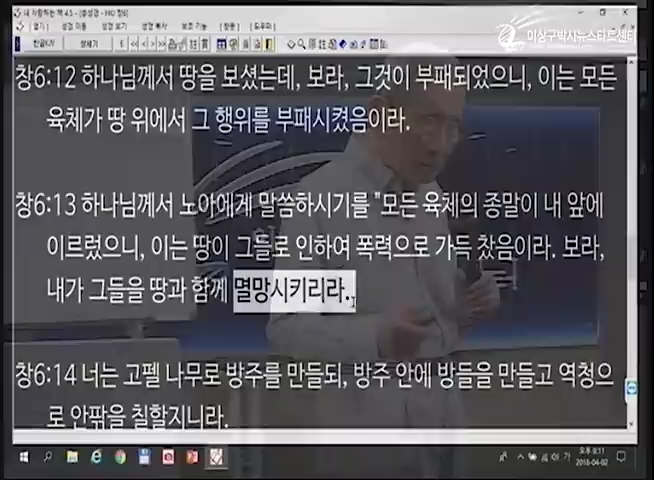 이상구박사뉴스타트센터
창6:12 하나님께서 땅을 보셨는데, 보라, 그것이 부패되었으니, 이는 모든
육체가 땅 위에서 그 행위를 부패시켰음이라.
창6:13 하나님께서 노아에게 말씀하시기를 "모든 육체의 종말이 내 앞에
이르렀으니, 이는 땅이 그들로 인하여 폭력으로 가득 찼음이라. 보라,
내가 그들을 땅과 함께 멸망시키리라.
창6:14 너는 고펠 나무로 방주를 만들되, 방주 안에 방들을 만들고 역청으
로 안팎을 칠할지니라.
오후 8:11
2018-04-02